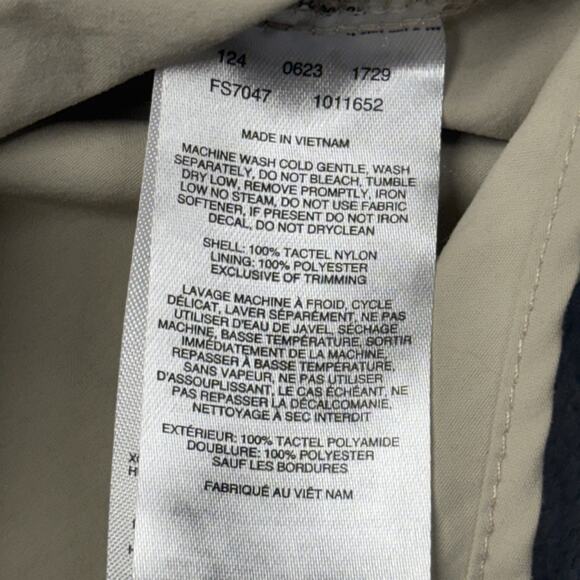 124 0623 1729
FS7047 1011652
MADE IN VIETNAM
MACHINE WASH COLD GENTLE, WASH
SEPARATELY, DO NOT BLEACH, TUMBLE
DRY LOW, REMOVE PROMPTLY, IRON
LOW NO STEAM, DO NOT USE FABRIC
SOFTENER, IF PRESENT DO NOT IRON
DECAL, DO NOT DRYCLEAN
SHELL: 100% TACTEL NYLON
LINING: 100% POLYESTER
EXCLUSIVE OF TRIMMING
LAVAGE MACHINE À FROID, CYCLE
DÉLICAT, LAVER SÉPARÉMENT, NE PAS
UTILISER D'EAU DE JAVEL, SÉCHAGE
MACHINE, BASSE TEMPÉRATURE, SORTIR
IMMÉDIATEMENT DE LA MACHINE,
REPASSER À BASSE TEMPÉRATURE,
SANS VAPEUR, NE PAS UTILISER
D'ASSOUPLISSANT, LE CAS ÉCHÉANT, NE
PAS REPASSER LA DÉCALCOMANIE,
NETTOYAGE À SEC INTERDIT
EXTÉRIEUR: 100% TACTEL POLYAMIDE
DOUBLURE: 100% POLYESTER
SAUF LES BORDURES
FABRIQUÉ AU VIÊT NAM